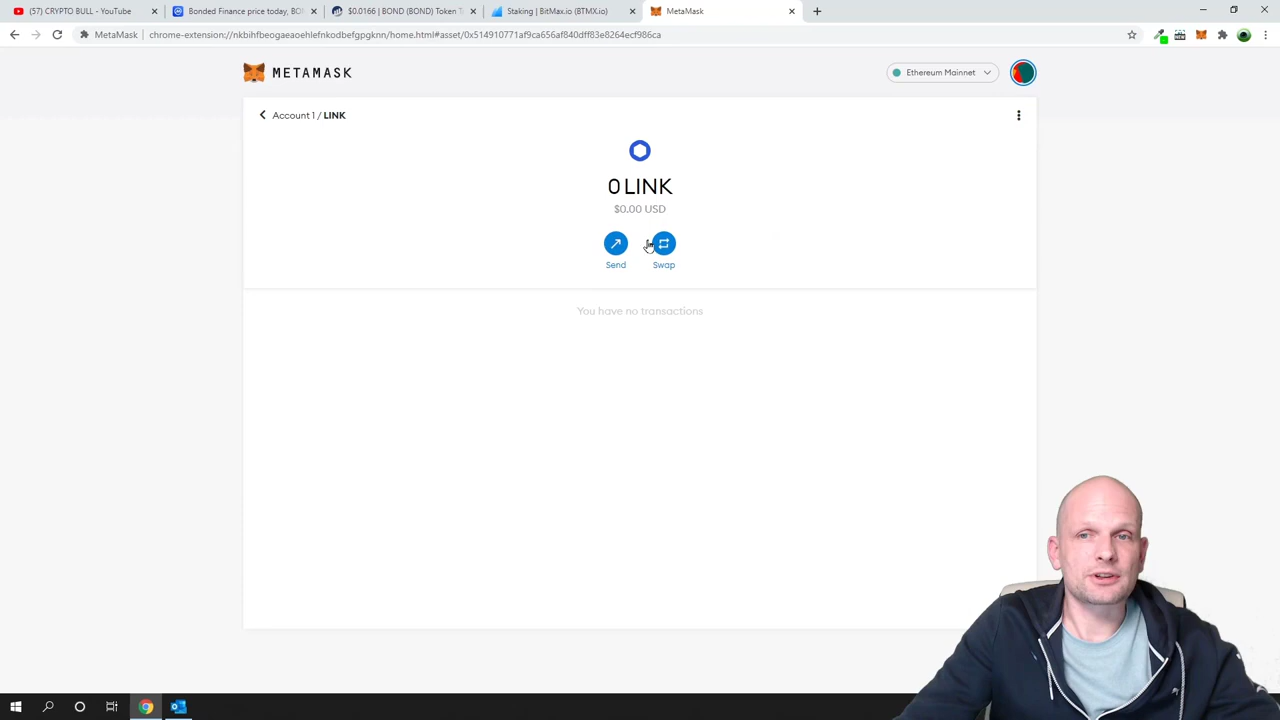 (57) CRYPTO BULL - YouTube
Bonded Finance price today, BON
$0.0166 | BOND (BOND) Token T
Staking | BitMax.io (BTMX.io)
MetaMask
MetaMask
chrome-extension://nkbihfbeogaeaoehlefnkodbefgpgknn/home.html#asset/0x514910771af9ca656af840dff83e8264ecf986ca
METAMASK
Ethereum Mainnet
Account 1 / LINK
0 LINK
$0.00 USD
Send
Swap
You have no transactions